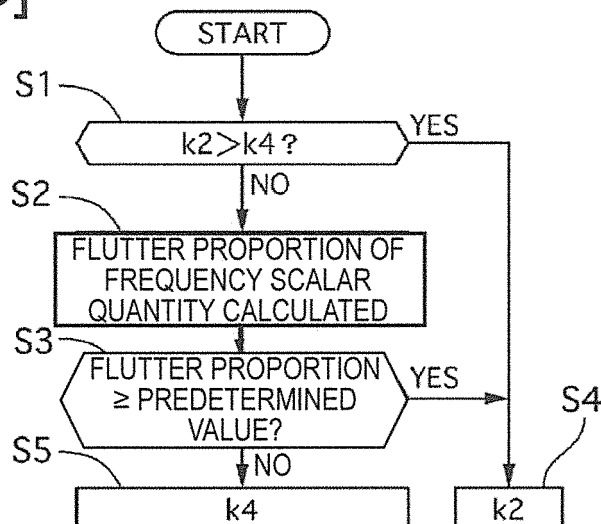 START
S1
k2>k4?
YES
NO
S2
FLUTTER PROPORTION OF
FREQUENCY SCALAR
QUANTITY CALCULATED
S3
FLUTTER PROPORTION
≥ PREDETERMINED
VALUE?
YES
NO
S5
k4
S4
k2